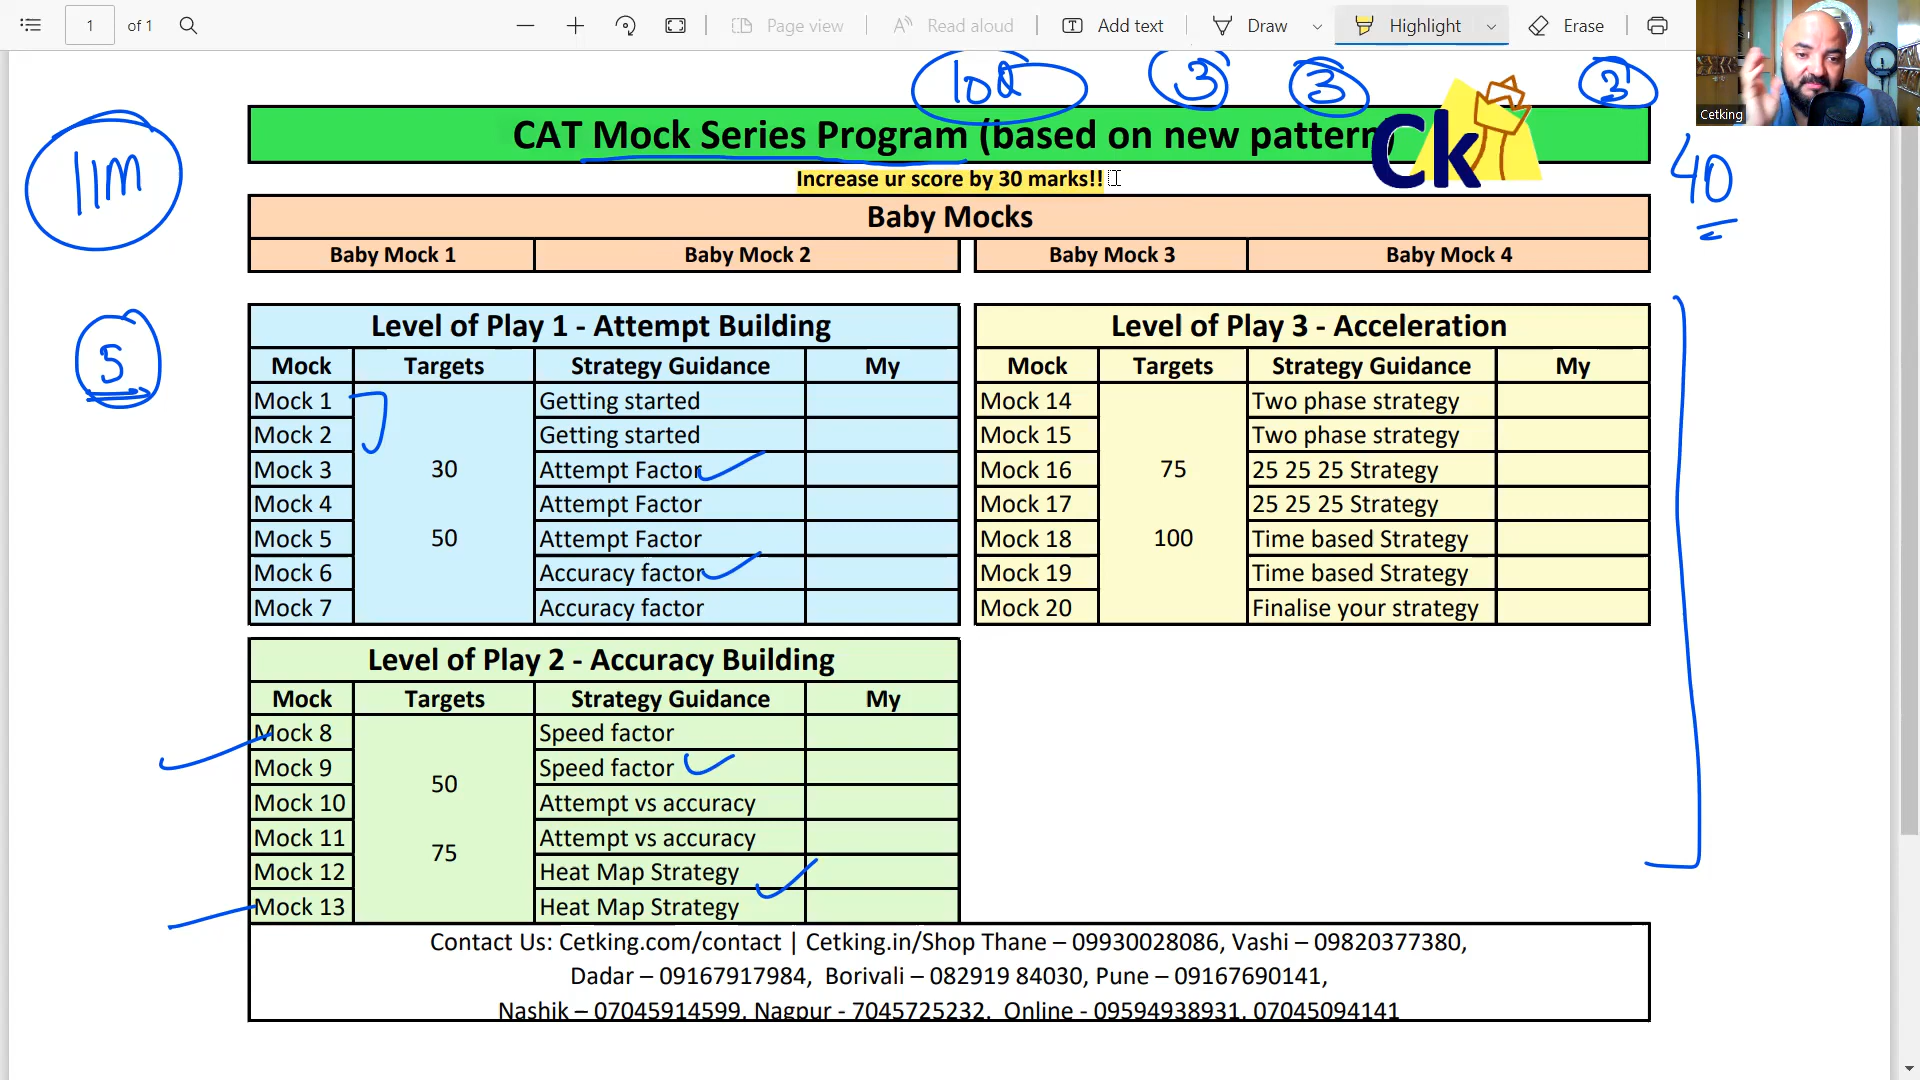 1 of 1 Page view Read aloud Add text Draw Highlight Erase
Cetking
102 3 3 3
11M
CAT Mock Series Program (based on new pattern)
Ck
40
Increase ur score by 30 marks!!
Baby Mocks
Baby Mock 1 Baby Mock 2 Baby Mock 3 Baby Mock 4
5
Level of Play 1 - Attempt Building
Mock Targets Strategy Guidance My
Mock 1 Getting started
Mock 2 Getting started
Mock 3 30 Attempt Factor
Mock 4 Attempt Factor
Mock 5 50 Attempt Factor
Mock 6 Accuracy factor
Mock 7 Accuracy factor
Level of Play 3 - Acceleration
Mock Targets Strategy Guidance My
Mock 14 Two phase strategy
Mock 15 Two phase strategy
Mock 16 75 25 25 25 Strategy
Mock 17 25 25 25 Strategy
Mock 18 100 Time based Strategy
Mock 19 Time based Strategy
Mock 20 Finalise your strategy
Level of Play 2 - Accuracy Building
Mock Targets Strategy Guidance My
Mock 8 Speed factor
Mock 9 50 Speed factor
Mock 10 Attempt vs accuracy
Mock 11 75 Attempt vs accuracy
Mock 12 Heat Map Strategy
Mock 13 Heat Map Strategy
Contact Us: Cetking.com/contact | Cetking.in/Shop Thane – 09930028086, Vashi – 09820377380,
Dadar – 09167917984, Borivali – 082919 84030, Pune – 09167690141,
Nashik – 07045914599, Nagpur - 7045725232, Online - 09594938931, 07045094141